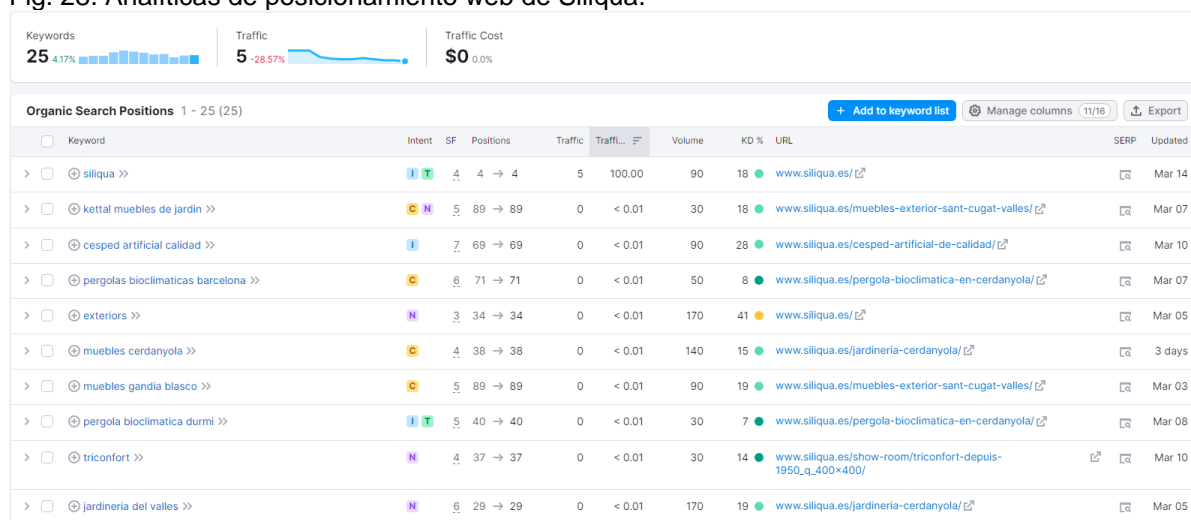 Fig. 28. Analíticas de posicionamiento web de Siliqua.
Keywords Traffic Traffic Cost
25 4.17% 5 -28.57% $0 0.0%
Organic Search Positions 1 - 25 (25) + Add to keyword list Manage columns 11/16 Export
Keyword Intent SF Positions Traffic Traffi... Volume KD % URL SERP Updated
siliqua >> I T 4 4 → 4 5 100.00 90 18 www.siliqua.es/ Mar 14
kettal muebles de jardin >> C N 5 89 → 89 0 < 0.01 30 18 www.siliqua.es/muebles-exterior-sant-cugat-valles/ Mar 07
cesped artificial calidad >> I 7 69 → 69 0 < 0.01 90 28 www.siliqua.es/cesped-artificial-de-calidad/ Mar 10
pergolas bioclimaticas barcelona >> C 6 71 → 71 0 < 0.01 50 8 www.siliqua.es/pergola-bioclimatica-en-cerdanyola/ Mar 07
exteriors >> N 3 34 → 34 0 < 0.01 170 41 www.siliqua.es/ Mar 05
muebles cerdanyola >> C 4 38 → 38 0 < 0.01 140 15 www.siliqua.es/jardineria-cerdanyola/ 3 days
muebles gandia blasco >> C 5 89 → 89 0 < 0.01 90 19 www.siliqua.es/muebles-exterior-sant-cugat-valles/ Mar 03
pergola bioclimatica durmi >> I T 5 40 → 40 0 < 0.01 30 7 www.siliqua.es/pergola-bioclimatica-en-cerdanyola/ Mar 08
triconfort >> N 4 37 → 37 0 < 0.01 30 14 www.siliqua.es/show-room/triconfort-depuis- Mar 10
1950_q_400×400/
jardineria del valles >> N 6 29 → 29 0 < 0.01 170 19 www.siliqua.es/jardineria-cerdanyola/ Mar 05